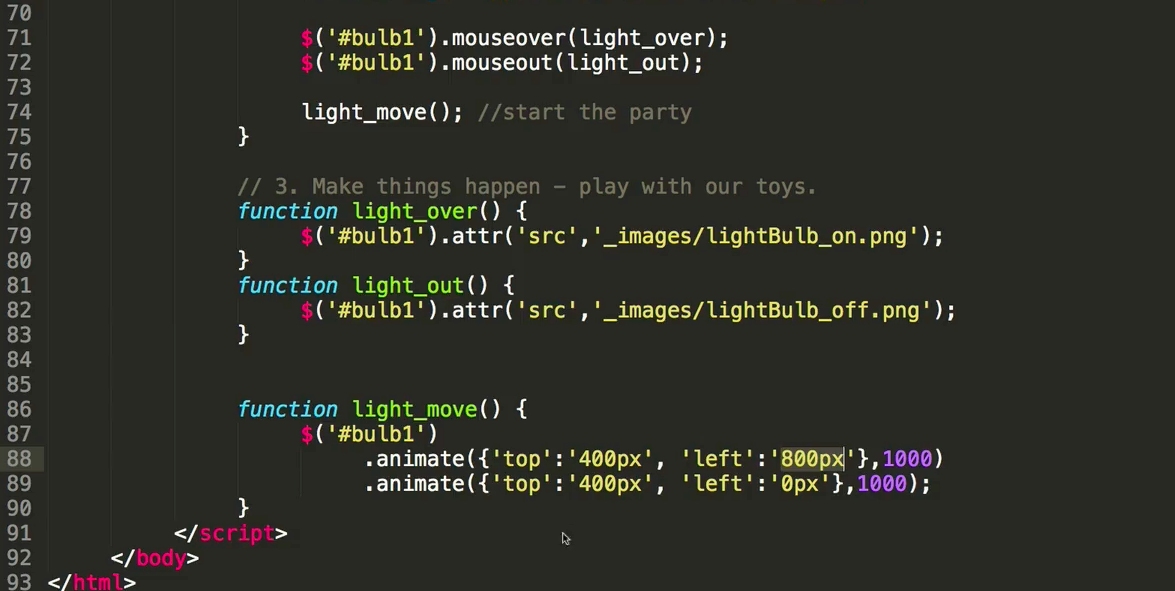 70
71 $('#bulb1').mouseover(light_over);
72 $('#bulb1').mouseout(light_out);
73
74 light_move(); //start the party
75 }
76
77 // 3. Make things happen – play with our toys.
78 function light_over() {
79 $('#bulb1').attr('src','_images/lightBulb_on.png');
80 }
81 function light_out() {
82 $('#bulb1').attr('src','_images/lightBulb_off.png');
83 }
84
85
86 function light_move() {
87 $('#bulb1')
88 .animate({'top':'400px', 'left':'800px'},1000)
89 .animate({'top':'400px', 'left':'0px'},1000);
90 }
91 </script>
92 </body>
93 </html>